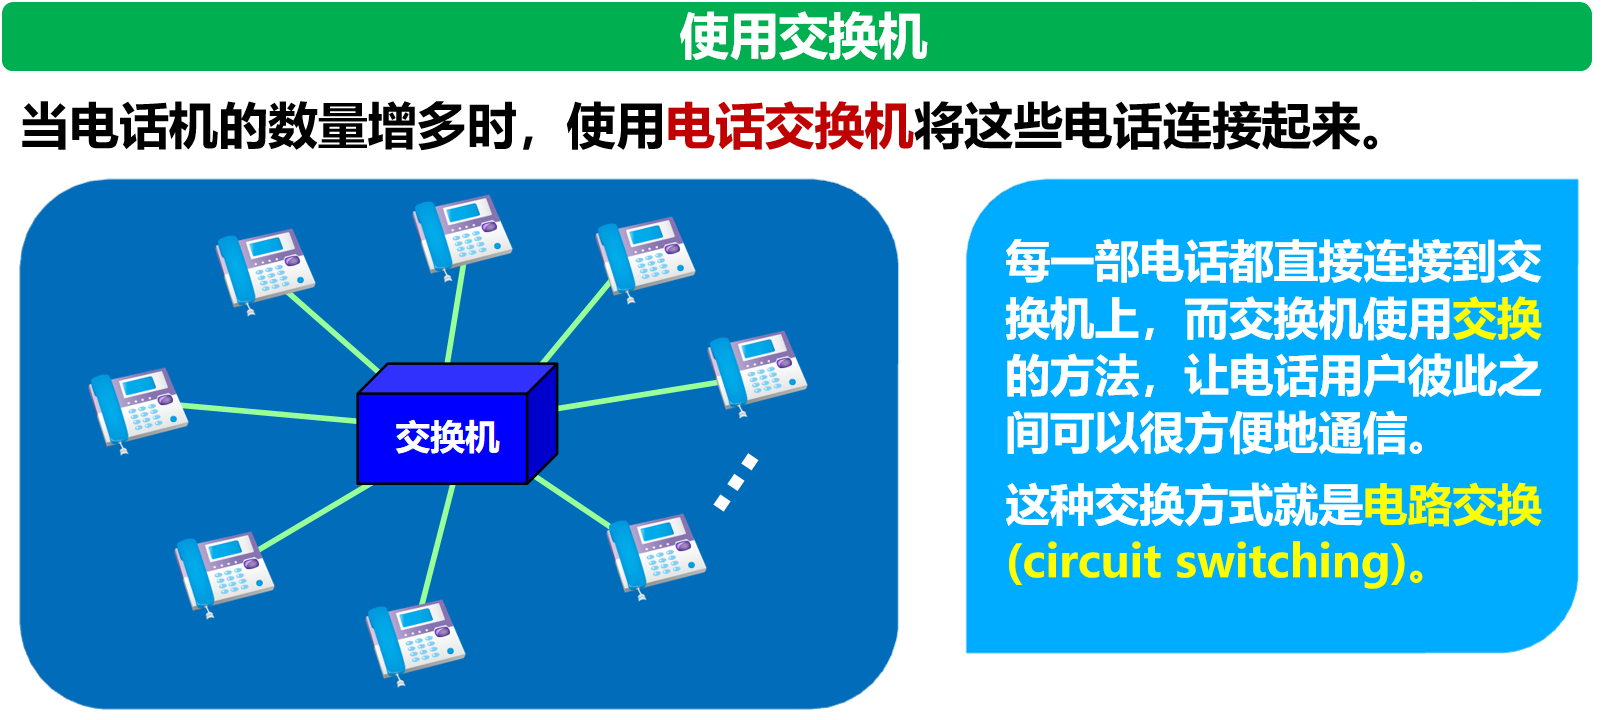 使用交换机
当电话机的数量增多时，使用电话交换机将这些电话连接起来。
交换机
每一部电话都直接连接到交
换机上，而交换机使用交换
的方法，让电话用户彼此之
间可以很方便地通信。
这种交换方式就是电路交换
(circuit switching)。